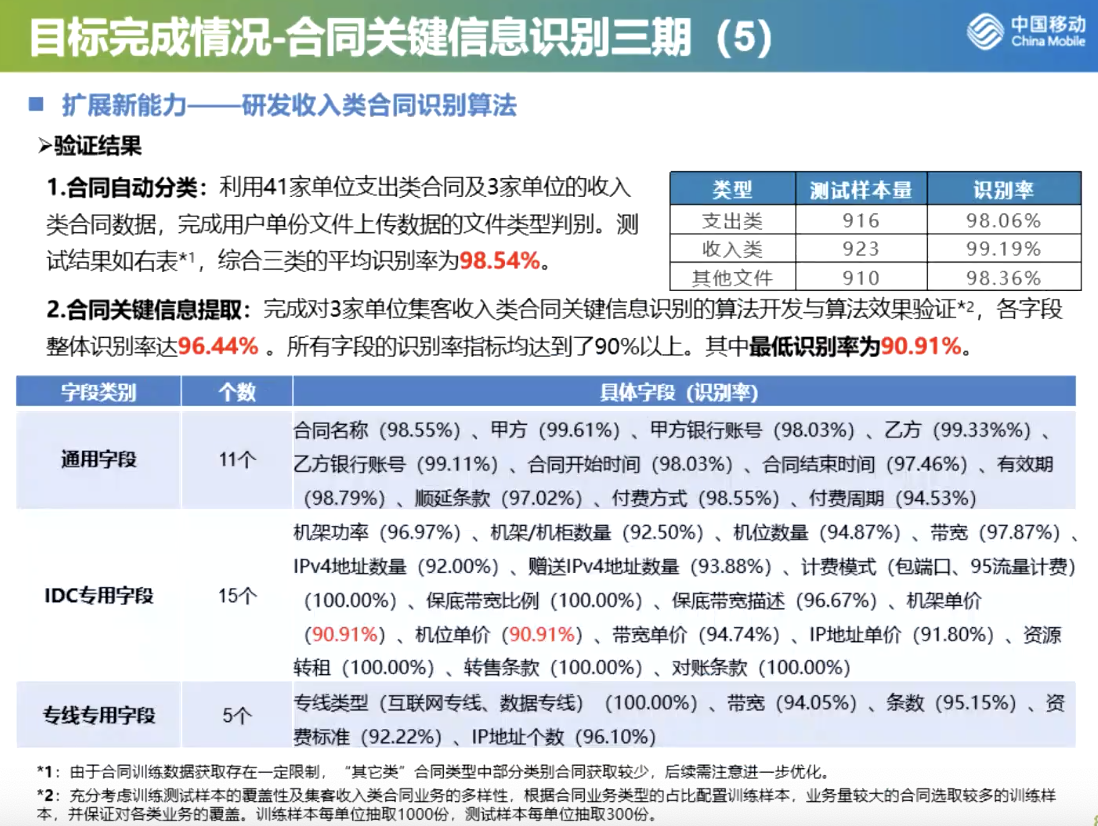 目标完成情况-合同关键信息识别三期（5）
中国移动
China Mobile
扩展新能力——研发收入类合同识别算法
➢验证结果
1.合同自动分类：利用41家单位支出类合同及3家单位的收入
类合同数据，完成用户单份文件上传数据的文件类型判别。测
试结果如右表*1，综合三类的平均识别率为98.54%。
类型 测试样本量 识别率
支出类 916 98.06%
收入类 923 99.19%
其他文件 910 98.36%
2.合同关键信息提取：完成对3家单位集客收入类合同关键信息识别的算法开发与算法效果验证*2，各字段
整体识别率达96.44% 。所有字段的识别率指标均达到了90%以上。其中最低识别率为90.91%。
字段类别 个数 具体字段（识别率）
通用字段 11个
合同名称（98.55%）、甲方（99.61%）、甲方银行账号（98.03%）、乙方（99.33%%）、
乙方银行账号（99.11%）、合同开始时间（98.03%）、合同结束时间（97.46%）、有效期
（98.79%）、顺延条款（97.02%）、付费方式（98.55%）、付费周期（94.53%）
IDC专用字段 15个
机架功率（96.97%）、机架/机柜数量（92.50%）、机位数量（94.87%）、带宽（97.87%）、
IPv4地址数量（92.00%）、赠送IPv4地址数量（93.88%）、计费模式（包端口、95流量计费）
（100.00%）、保底带宽比例（100.00%）、保底带宽描述（96.67%）、机架单价
（90.91%）、机位单价（90.91%）、带宽单价（94.74%）、IP地址单价（91.80%）、资源
转租（100.00%）、转售条款（100.00%）、对账条款（100.00%）
专线专用字段 5个
专线类型（互联网专线、数据专线）（100.00%）、带宽（94.05%）、条数（95.15%）、资
费标准（92.22%）、IP地址个数（96.10%）
*1：由于合同训练数据获取存在一定限制，“其它类”合同类型中部分类别合同获取较少，后续需注意进一步优化。
*2：充分考虑训练测试样本的覆盖性及集客收入类合同业务的多样性，根据合同业务类型的占比配置训练样本，业务量较大的合同选取较多的训练样
本，并保证对各类业务的覆盖。训练样本每单位抽取1000份，测试样本每单位抽取300份。